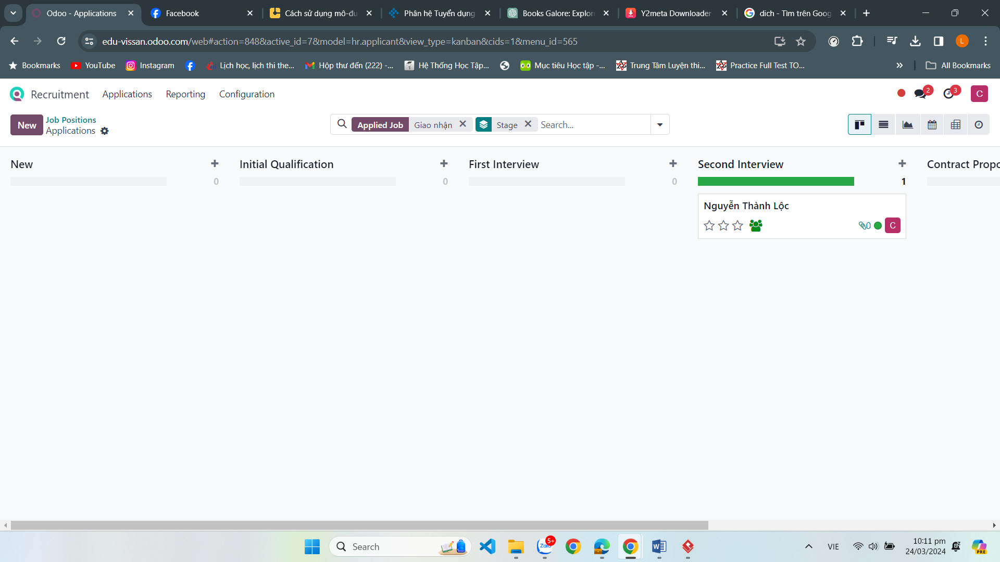 Odoo - Applications
Facebook
Cách sử dụng mô-đu
Phân hệ Tuyển dụng
Books Galore: Explor
Y2meta Downloader
dich - Tìm trên Goog
edu-vissan.odoo.com/web#action=848&active_id=7&model=hr.applicant&view_type=kanban&cids=1&menu_id=565
L
Bookmarks
YouTube
Instagram
Lịch học, lịch thi the...
Hộp thư đến (222) -...
Hệ Thống Học Tập...
Mục tiêu Học tập -...
Trung Tâm Luyện thi...
Practice Full Test TO...
All Bookmarks
Recruitment
Applications
Reporting
Configuration
2
3
C
New
Job Positions
Applications
Applied Job
Giao nhận
Stage
Search...
New
0
Initial Qualification
0
First Interview
0
Second Interview
1
Contract Propo
Nguyễn Thành Lộc
0
C
Search
Zalo
5+
VIE
10:11 pm
24/03/2024
PRE